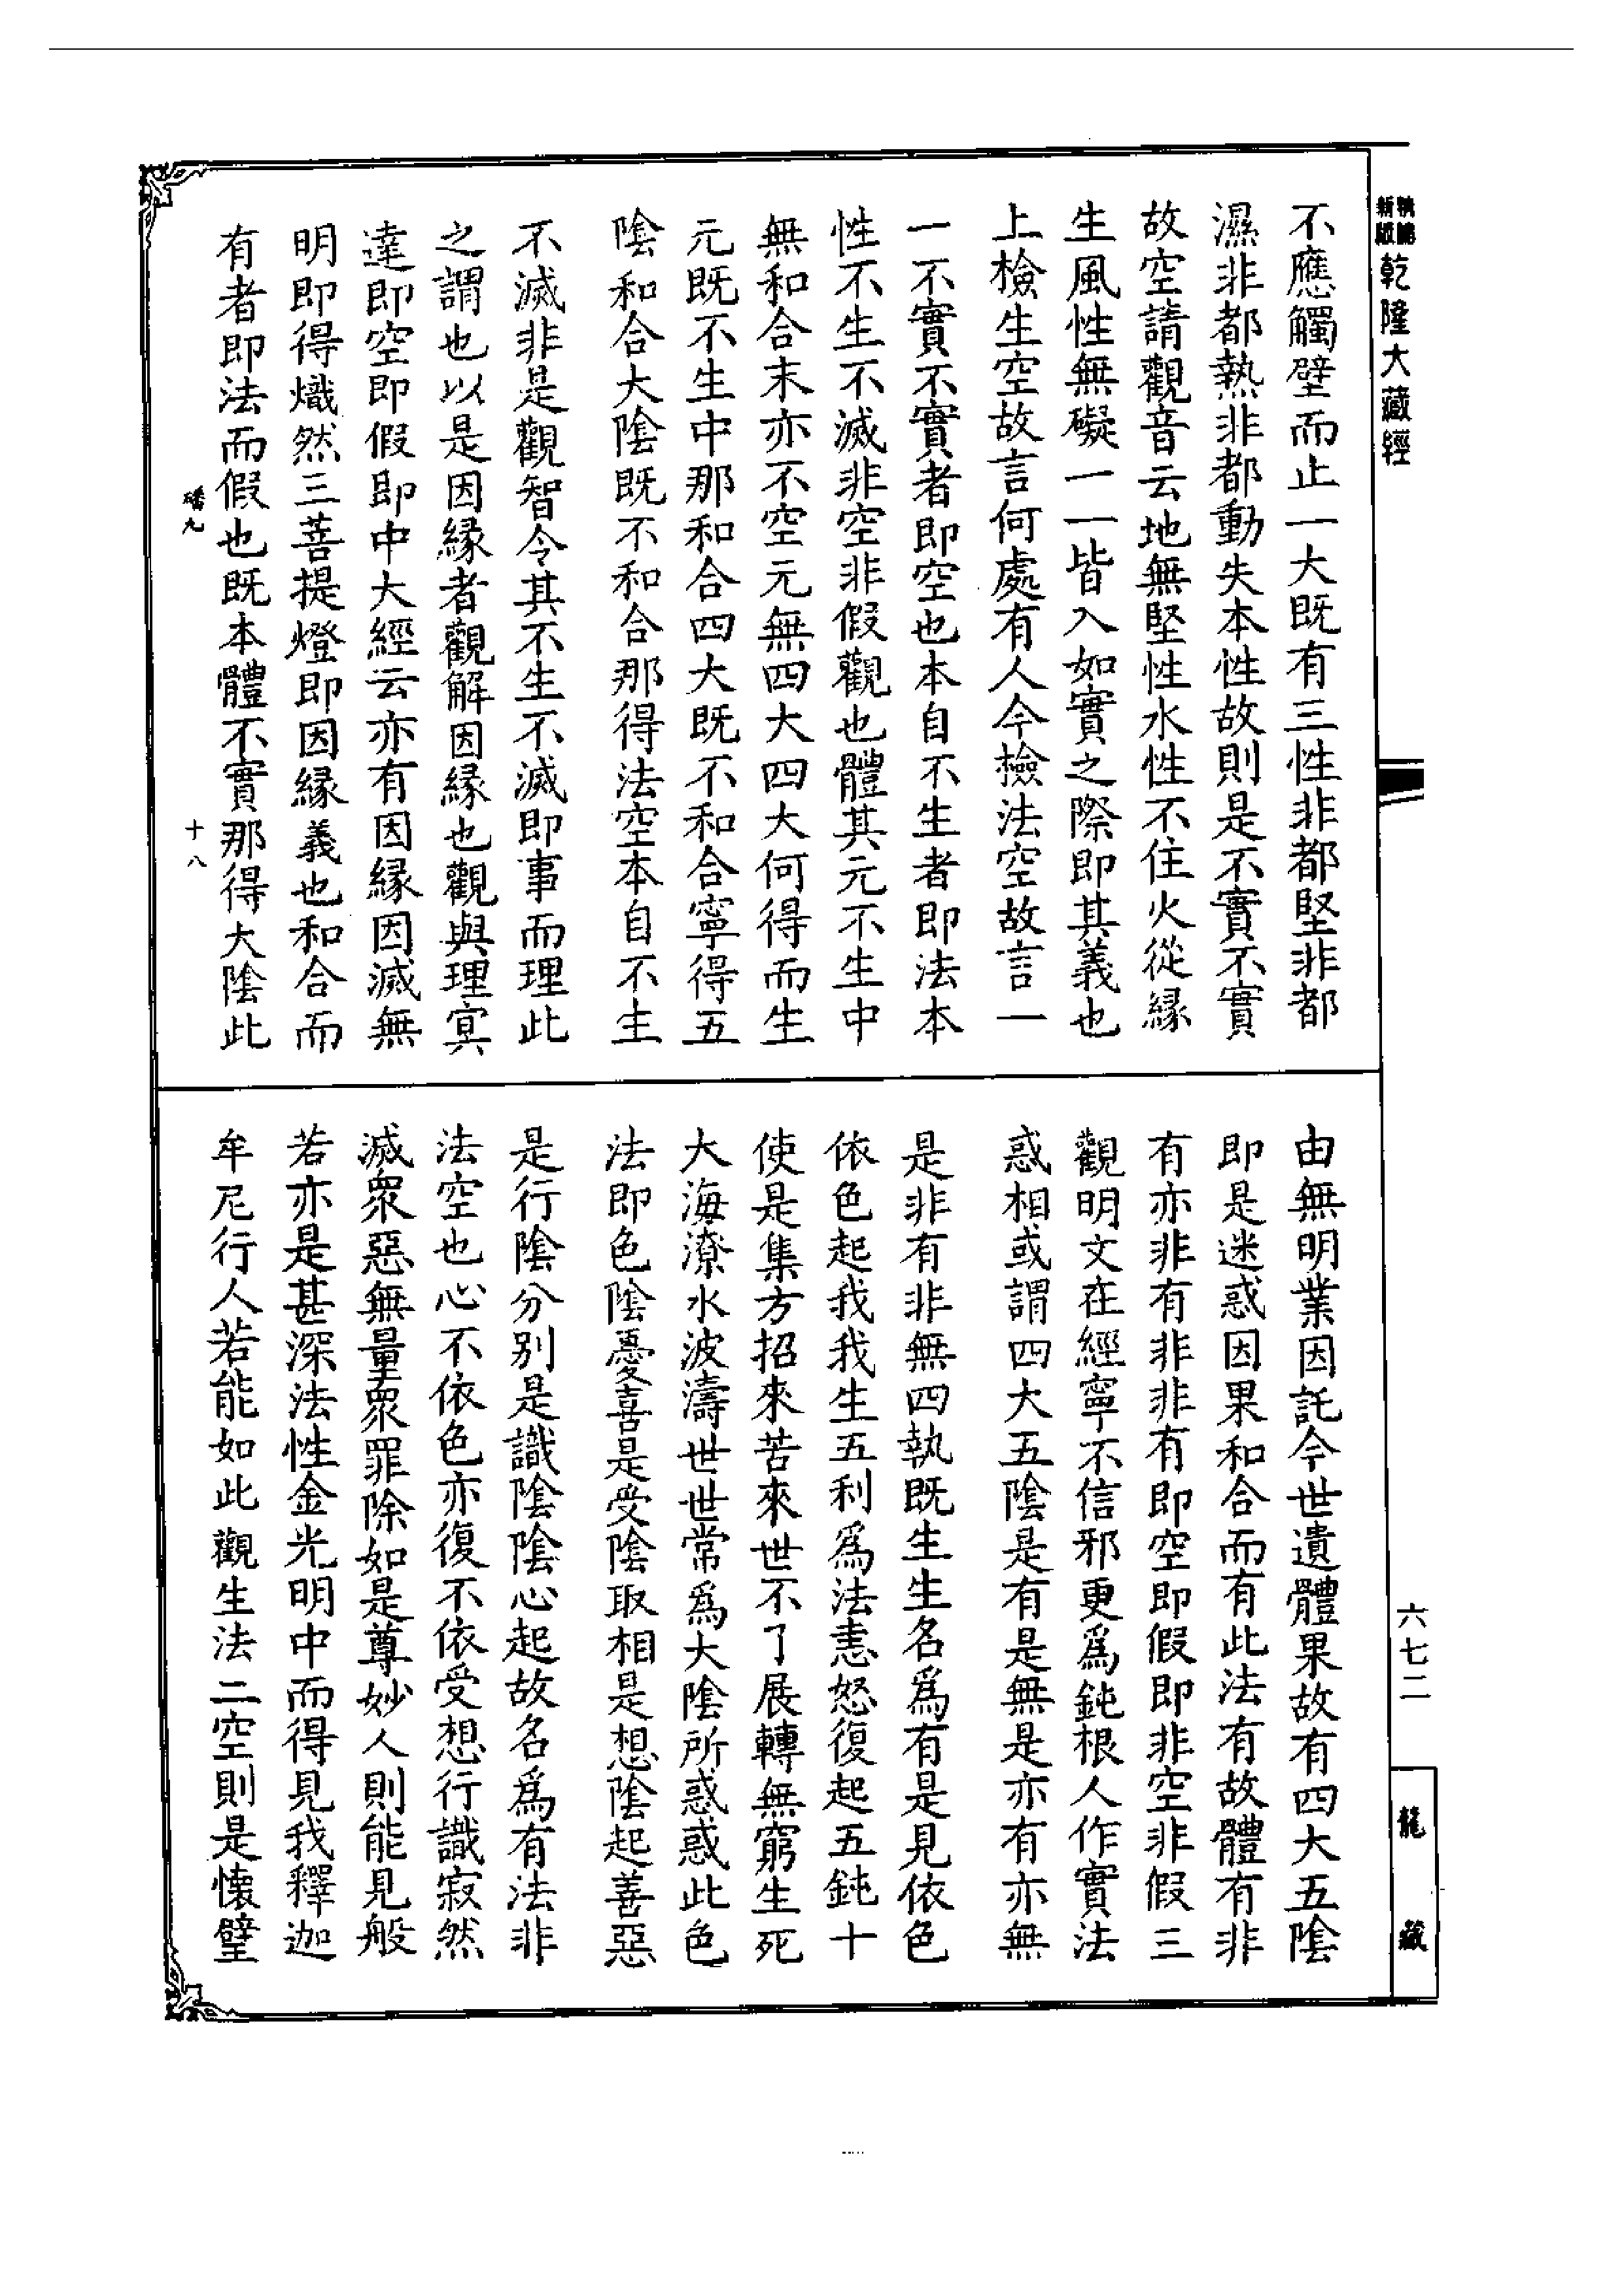 乾隆大藏經
不應觸壁而止一大既有三性非都堅非都
濕非都熱非都動失本性故則是不實不實
故空請觀音云地無堅性水性不住火從緣
生風性無礙一一皆入如實之際即其義也
上檢生空故言何處有人今檢法空故言一
一不實不實者即空也本自不生者即法本
性不生不滅非空非假觀也體其元不生中
無和合末亦不空元無四大四大何得而生
元既不生中那和合四大既不和合寧得五
陰和合大陰既不和合那得法空本自不生
不滅非是觀智令其不生不滅即事而理此
之謂也以是因緣者觀解因緣也觀與理冥
達即空即假即中大經云亦有因緣因滅無
明即得熾然三菩提燈即因緣義也和合而
有者即法而假也既本體不實那得大陰此
十八
由無明業因託今世遺體果故有四大五陰
即是迷惑因果和合而有此法有故體有非
有亦非有非非有即空即假即非空非假三
觀明文在經寧不信邪更爲鈍根人作實法
惑相或謂四大五陰是有是無是亦有亦無
是非有非無四執既生生名爲有是見依色
依色起我我生五利爲法恚怒復起五鈍十
使是集方招來苦來世不了展轉無窮生死
大海潦水波濤世世常爲大陰所惑惑此色
法即色陰憂喜是受陰取相是想陰起善惡
是行陰分別是識陰陰心起故名爲有法非
法空也心不依色亦復不依受想行識寂然
滅衆惡無量衆罪除如是尊妙人則能見般
若亦是甚深法性金光明中而得見我釋迦
牟尼行人若能如此觀生法二空則是懷璧
六七二
龍藏